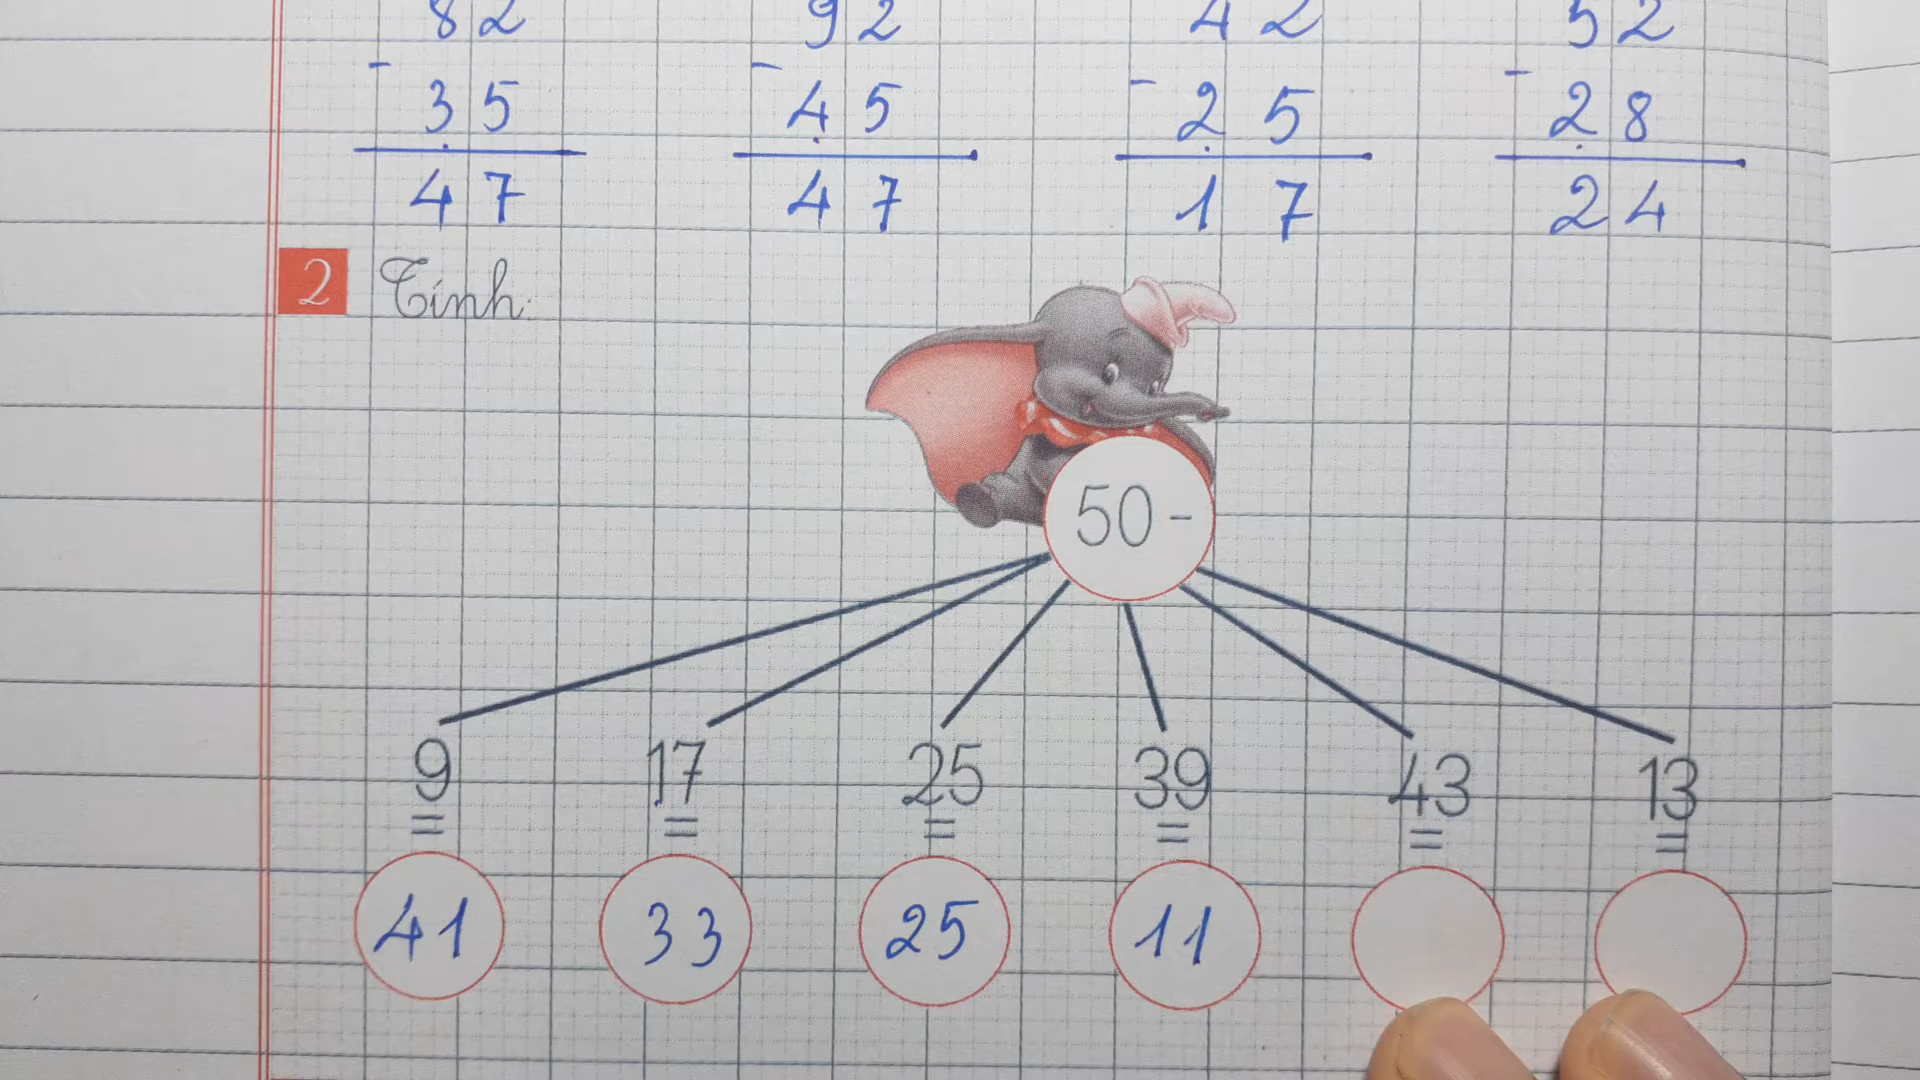 82 92 42 52
- - - -
35 45 25 28
47 47 17 24
2 Tính:
50 -
9 17 25 39 43 13
= = = = = =
41 33 25 11